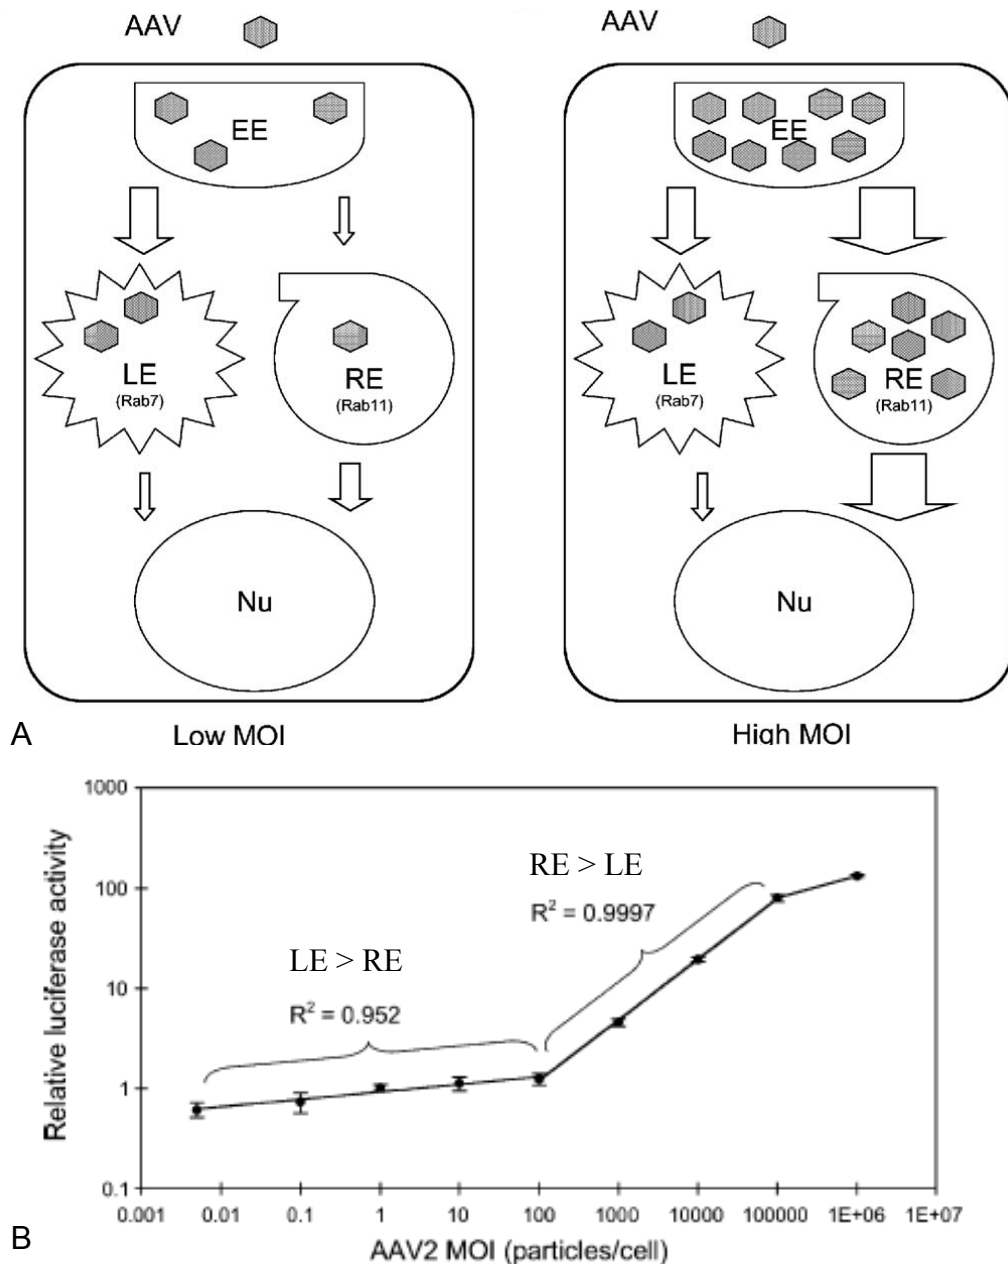 AAV
AAV
EE
EE
LE
(Rab7)
RE
(Rab11)
LE
(Rab7)
RE
(Rab11)
Nu
Nu
A
Low MOI
High MOI
1000
100
10
1
0.1
Relative luciferase activity
RE > LE
R² = 0.9997
LE > RE
R² = 0.952
0.001 0.01 0.1 1 10 100 1000 10000 100000 1E+06 1E+07
AAV2 MOI (particles/cell)
B